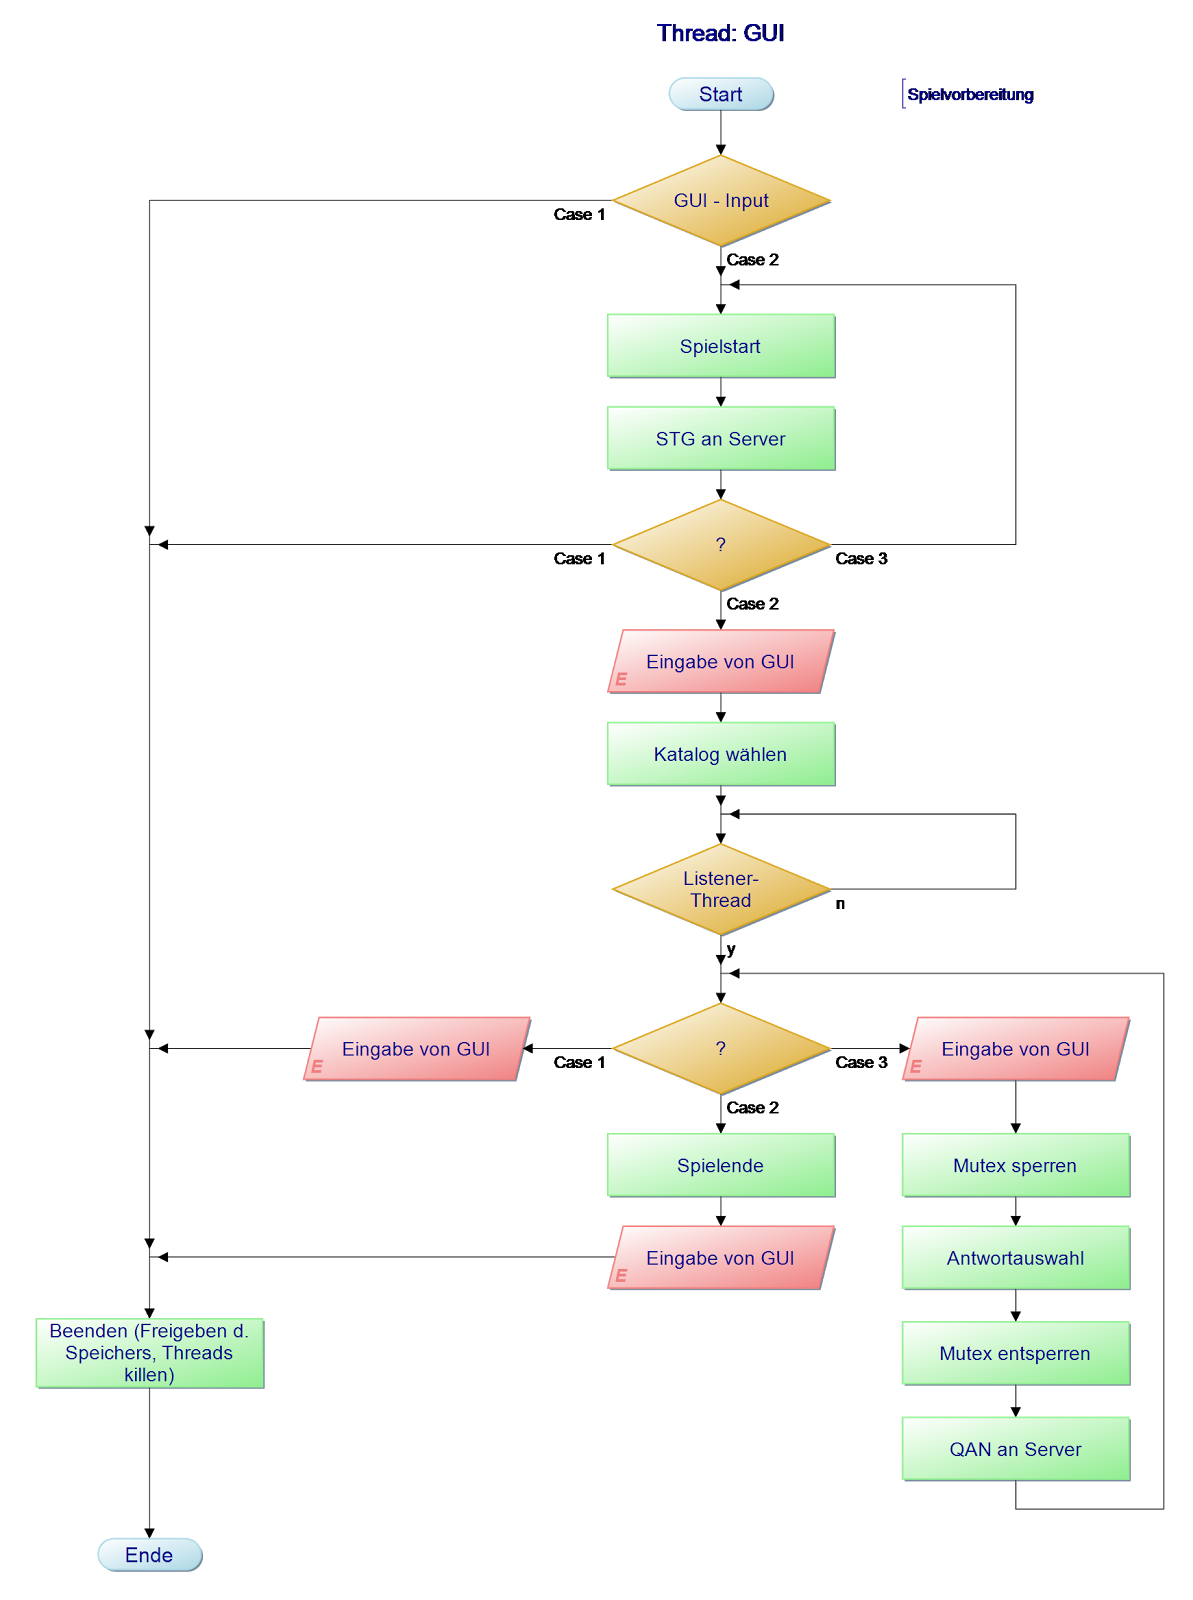 Thread: GUI
Start
Spielvorbereitung
GUI - Input
Case 1
Case 2
Spielstart
STG an Server
?
Case 1
Case 3
Case 2
Eingabe von GUI
E
Katalog wählen
Listener-
Thread
n
y
Eingabe von GUI
E
?
Eingabe von GUI
E
Case 1
Case 3
Case 2
Spielende
Mutex sperren
Eingabe von GUI
E
Antwortauswahl
Beenden (Freigeben d.
Speichers, Threads
killen)
Mutex entsperren
QAN an Server
Ende